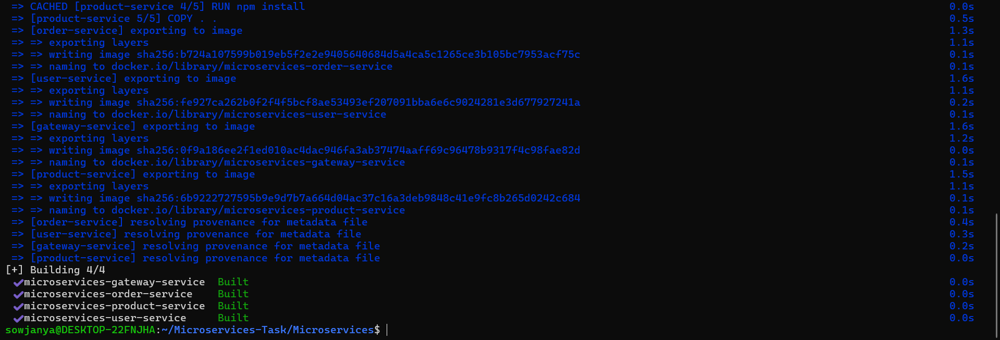 => CACHED [product-service 4/5] RUN npm install 0.0s
=> [product-service 5/5] COPY . . 0.5s
=> [order-service] exporting to image 1.3s
=> => exporting layers 1.1s
=> => writing image sha256:b724a107599b019eb5f2e2e9405640684d5a4ca5c1265ce3b105bc7953acf75c 0.1s
=> => naming to docker.io/library/microservices-order-service 0.1s
=> [user-service] exporting to image 1.6s
=> => exporting layers 1.1s
=> => writing image sha256:fe927ca262b0f2f4f5bcf8ae53493ef207091bba6e6c9024281e3d677927241a 0.2s
=> => naming to docker.io/library/microservices-user-service 0.1s
=> [gateway-service] exporting to image 1.6s
=> => exporting layers 1.2s
=> => writing image sha256:0f9a186ee2f1ed010ac4dac946fa3ab37474aaff69c96478b9317f4c98fae82d 0.0s
=> => naming to docker.io/library/microservices-gateway-service 0.1s
=> [product-service] exporting to image 1.5s
=> => exporting layers 1.1s
=> => writing image sha256:6b9222727595b9e9d7b7a664d04ac37c16a3deb9848c41e9fc8b265d0242c684 0.1s
=> => naming to docker.io/library/microservices-product-service 0.1s
=> [order-service] resolving provenance for metadata file 0.4s
=> [user-service] resolving provenance for metadata file 0.3s
=> [gateway-service] resolving provenance for metadata file 0.2s
=> [product-service] resolving provenance for metadata file 0.0s
[+] Building 4/4
✔microservices-gateway-service Built 0.0s
✔microservices-order-service Built 0.0s
✔microservices-product-service Built 0.0s
✔microservices-user-service Built 0.0s
sowjanya@DESKTOP-22FNJHA:~/Microservices-Task/Microservices$